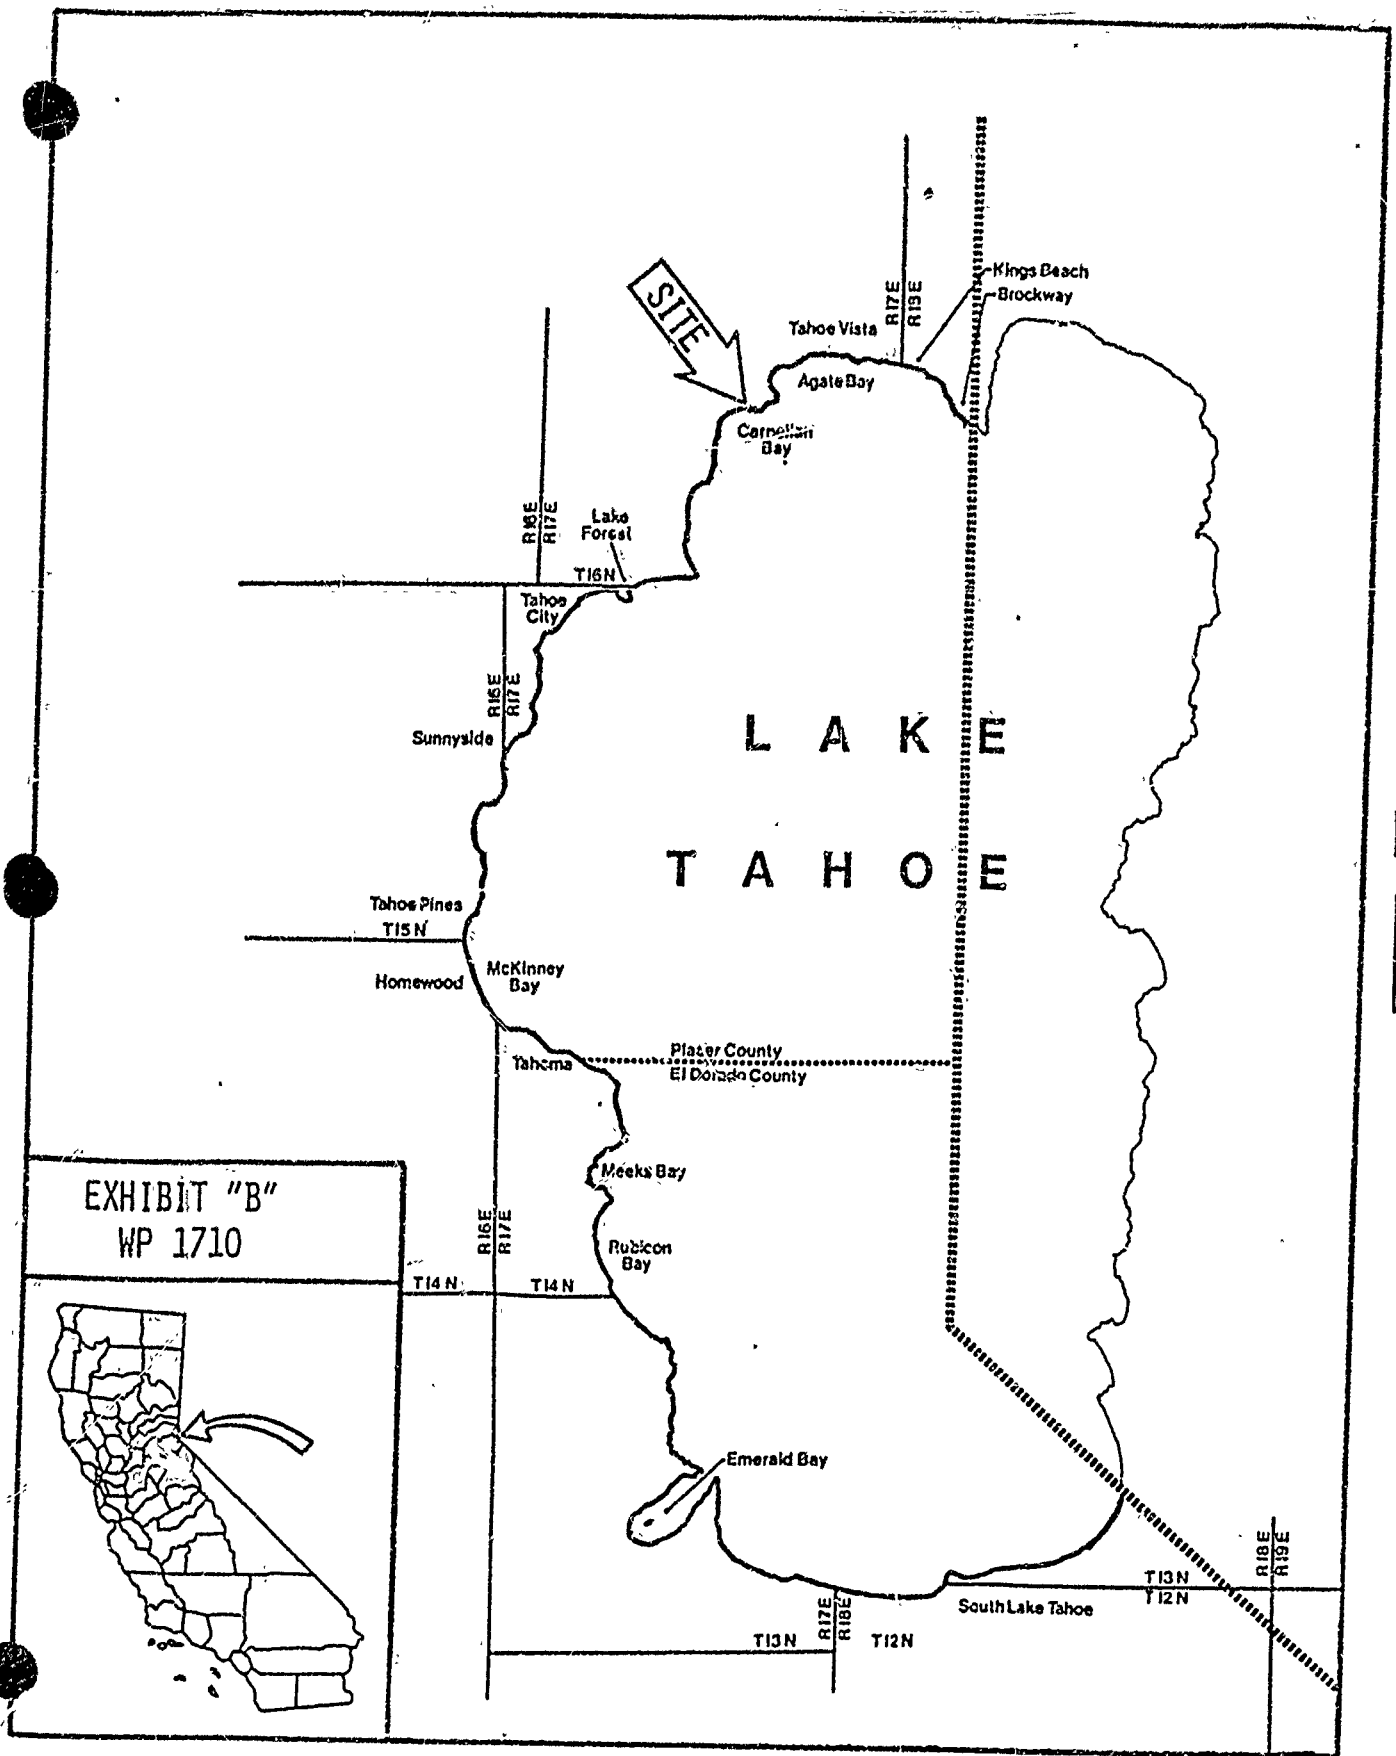 Kings Beach
Brockway
R17E
R18E
SITE
Tahoe Vista
Agate Bay
Carnelian
Bay
R16E
R17E
Lake
Forest
T16N
Tahoe
City
R16E
R17E
Sunnyside
LAKE
TAHOE
Tahoe Pines
T15N
Homewood
McKinney
Bay
Tahoma
Placer County
El Dorado County
Meeks Bay
EXHIBIT "B"
WP 1710
R16E
R17E
Rubicon
Bay
T14N
T14N
Emerald Bay
R18E
R19E
T13N
T12N
South Lake Tahoe
R17E
R18E
T13N
T12N